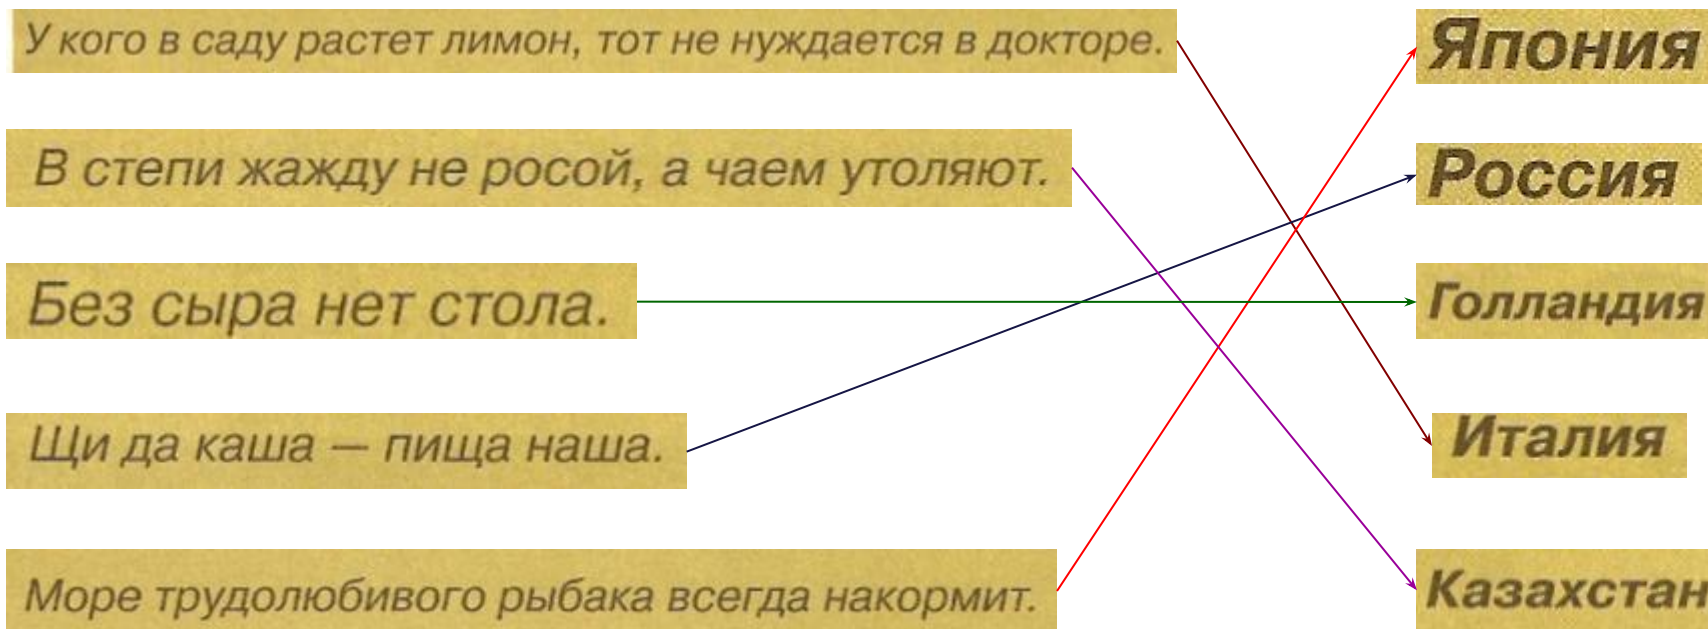 У кого в саду растет лимон, тот не нуждается в докторе.
Япония
В степи жажду не росой, а чаем утоляют.
Россия
Без сыра нет стола.
Голландия
Щи да каша — пища наша.
Италия
Море трудолюбивого рыбака всегда накормит.
Казахстан